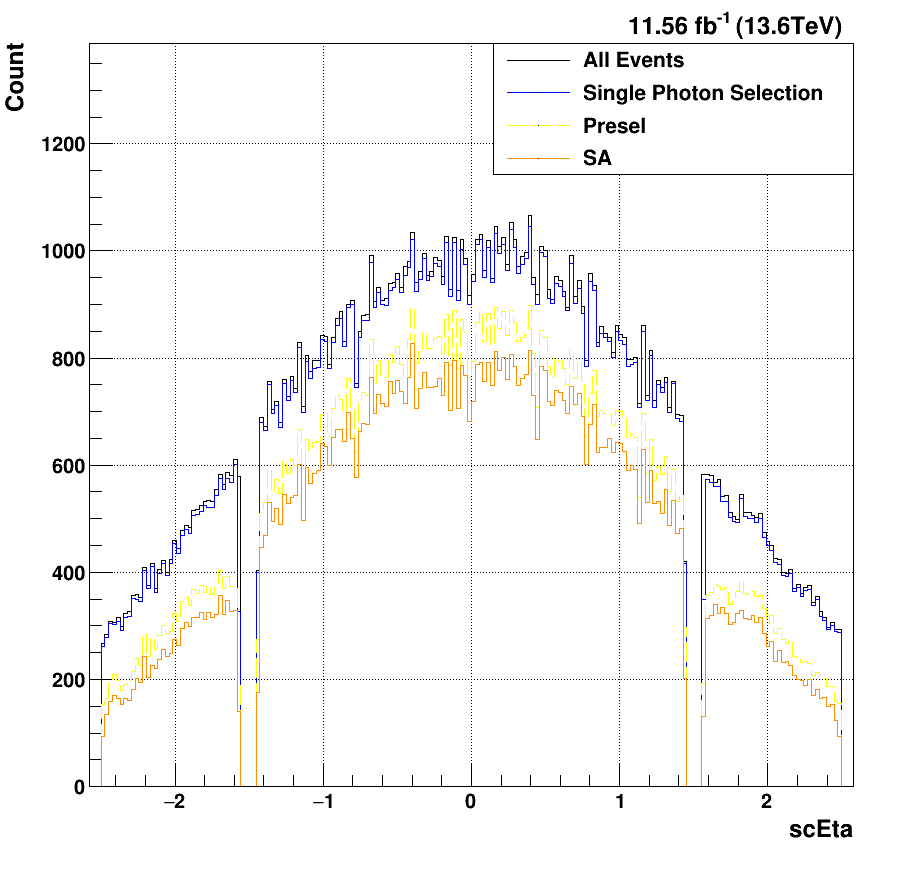 11.56 fb-1 (13.6TeV)
Count
All Events
Single Photon Selection
Presel
SA
1200
1000
800
600
400
200
0
−2 −1 0 1 2
scEta